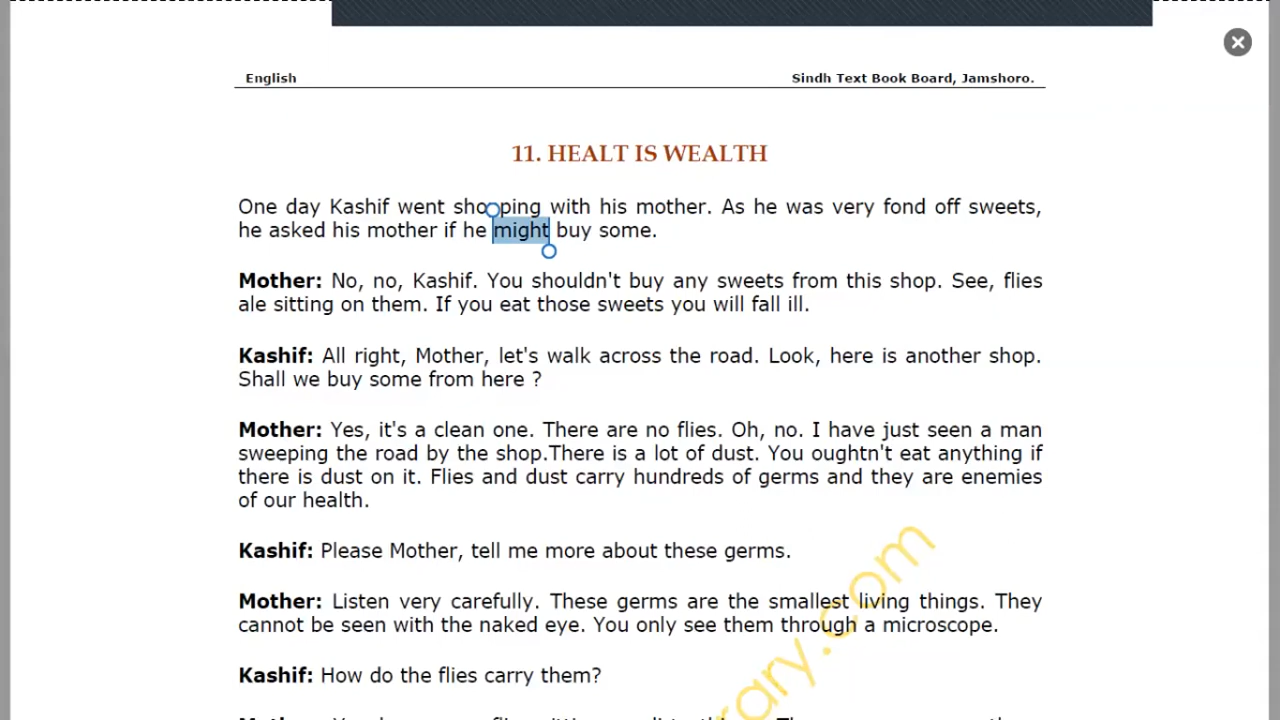 English
Sindh Text Book Board, Jamshoro.
11. HEALT IS WEALTH
One day Kashif went shopping with his mother. As he was very fond off sweets,
he asked his mother if he might buy some.
Mother: No, no, Kashif. You shouldn't buy any sweets from this shop. See, flies
ale sitting on them. If you eat those sweets you will fall ill.
Kashif: All right, Mother, let's walk across the road. Look, here is another shop.
Shall we buy some from here ?
Mother: Yes, it's a clean one. There are no flies. Oh, no. I have just seen a man
sweeping the road by the shop.There is a lot of dust. You oughtn't eat anything if
there is dust on it. Flies and dust carry hundreds of germs and they are enemies
of our health.
Kashif: Please Mother, tell me more about these germs.
Mother: Listen very carefully. These germs are the smallest living things. They
cannot be seen with the naked eye. You only see them through a microscope.
Kashif: How do the flies carry them?
ary.com